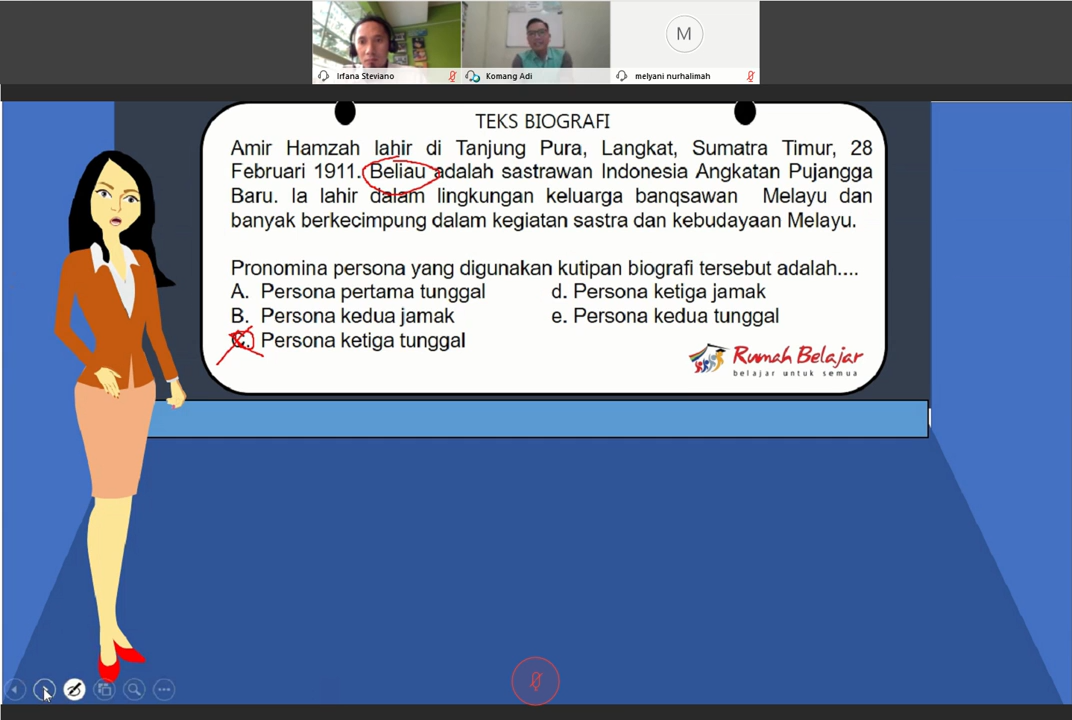 M
Irfana Steviano
Komang Adi
melyani nurhalimah
TEKS BIOGRAFI
Amir Hamzah lahir di Tanjung Pura, Langkat, Sumatra Timur, 28
Februari 1911. Beliau adalah sastrawan Indonesia Angkatan Pujangga
Baru. Ia lahir dalam lingkungan keluarga banqsawan Melayu dan
banyak berkecimpung dalam kegiatan sastra dan kebudayaan Melayu.
Pronomina persona yang digunakan kutipan biografi tersebut adalah....
A. Persona pertama tunggal
d. Persona ketiga jamak
B. Persona kedua jamak
e. Persona kedua tunggal
C. Persona ketiga tunggal
Rumah Belajar
belajar untuk semua